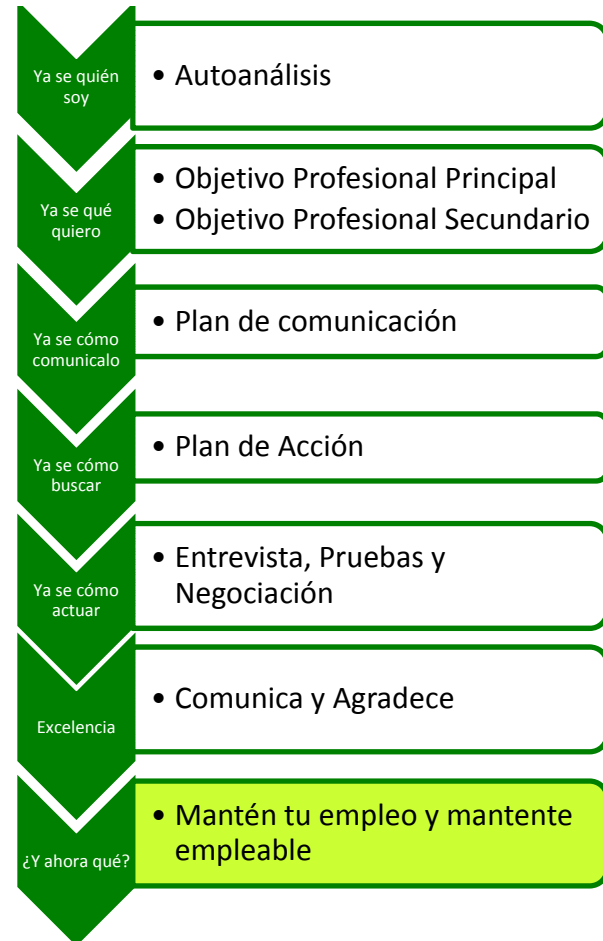 Ya se quién
soy
• Autoanálisis
Ya se qué
quiero
• Objetivo Profesional Principal
• Objetivo Profesional Secundario
Ya se cómo
comunicalo
• Plan de comunicación
Ya se cómo
buscar
• Plan de Acción
Ya se cómo
actuar
• Entrevista, Pruebas y
Negociación
Excelencia
• Comunica y Agradece
¿Y ahora qué?
• Mantén tu empleo y mantente
empleable